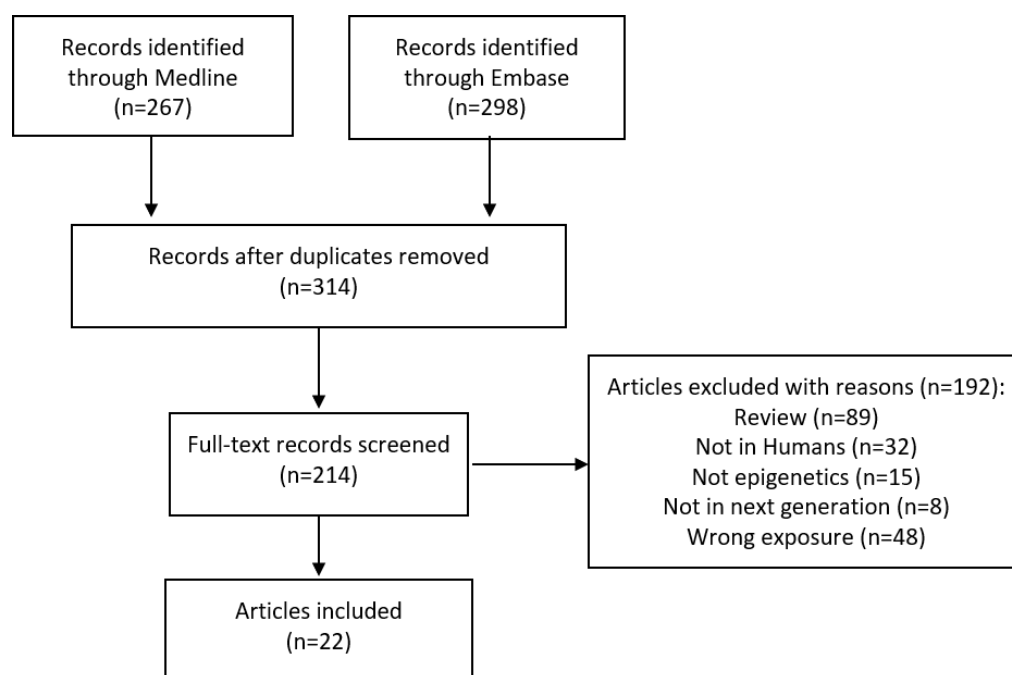 Records identified
through Medline
(n=267)
Records identified
through Embase
(n=298)
Records after duplicates removed
(n=314)
Full-text records screened
(n=214)
Articles excluded with reasons (n=192):
Review (n=89)
Not in Humans (n=32)
Not epigenetics (n=15)
Not in next generation (n=8)
Wrong exposure (n=48)
Articles included
(n=22)